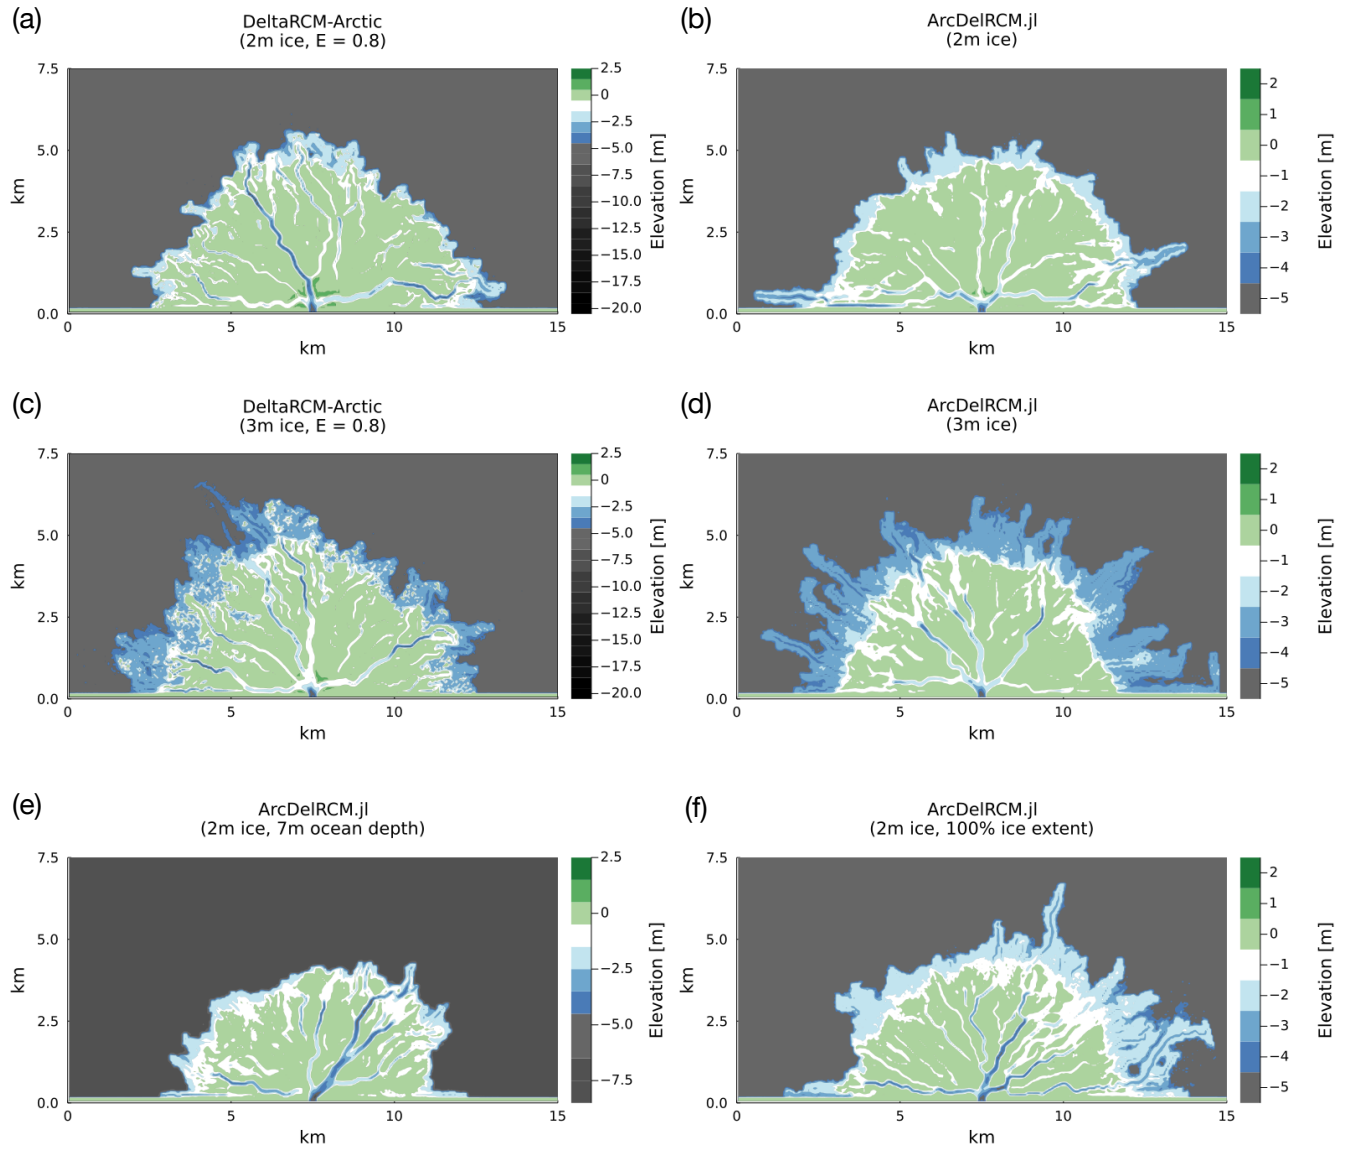 (a)
DeltaRCM-Arctic
(2m ice, E = 0.8)
7.5
5.0
2.5
0.0
km
0 5 10 15
km
2.5
0
−2.5
−5.0
−7.5
−10.0
−12.5
−15.0
−17.5
−20.0
Elevation [m]
(b)
ArcDelRCM.jl
(2m ice)
7.5
5.0
2.5
0.0
km
0 5 10 15
km
2
1
0
−1
−2
−3
−4
−5
Elevation [m]
(c)
DeltaRCM-Arctic
(3m ice, E = 0.8)
7.5
5.0
2.5
0.0
km
0 5 10 15
km
2.5
0
−2.5
−5.0
−7.5
−10.0
−12.5
−15.0
−17.5
−20.0
Elevation [m]
(d)
ArcDelRCM.jl
(3m ice)
7.5
5.0
2.5
0.0
km
0 5 10 15
km
2
1
0
−1
−2
−3
−4
−5
Elevation [m]
(e)
ArcDelRCM.jl
(2m ice, 7m ocean depth)
7.5
5.0
2.5
0.0
km
0 5 10 15
km
2.5
0
−2.5
−5.0
−7.5
Elevation [m]
(f)
ArcDelRCM.jl
(2m ice, 100% ice extent)
7.5
5.0
2.5
0.0
km
0 5 10 15
km
2
1
0
−1
−2
−3
−4
−5
Elevation [m]